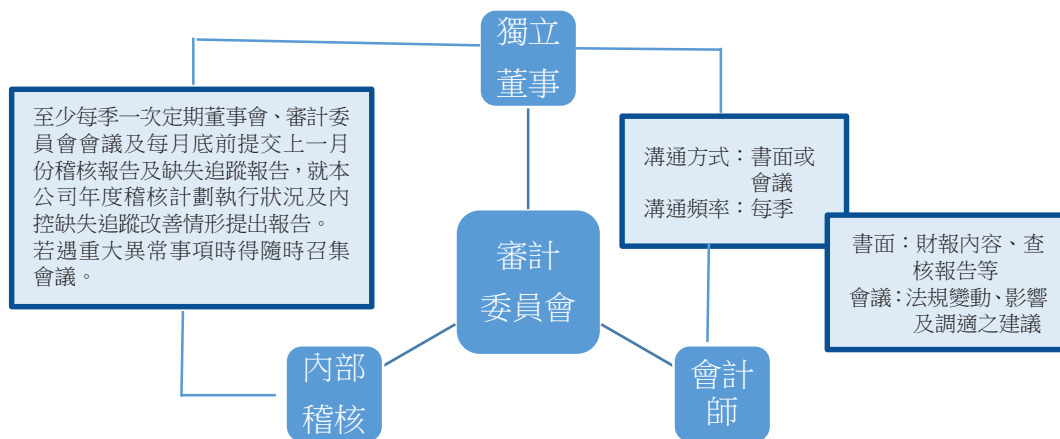 獨立
董事
至少每季一次定期董事會、審計委
員會會議及每月底前提交上一月
份稽核報告及缺失追蹤報告，就本
公司年度稽核計劃執行狀況及內
控缺失追蹤改善情形提出報告。
若遇重大異常事項時得隨時召集
會議。
溝通方式：書面或
會議
溝通頻率：每季
書面：財報內容、查
核報告等
會議：法規變動、影響
及調適之建議
審計
委員會
內部
稽核
會計
師